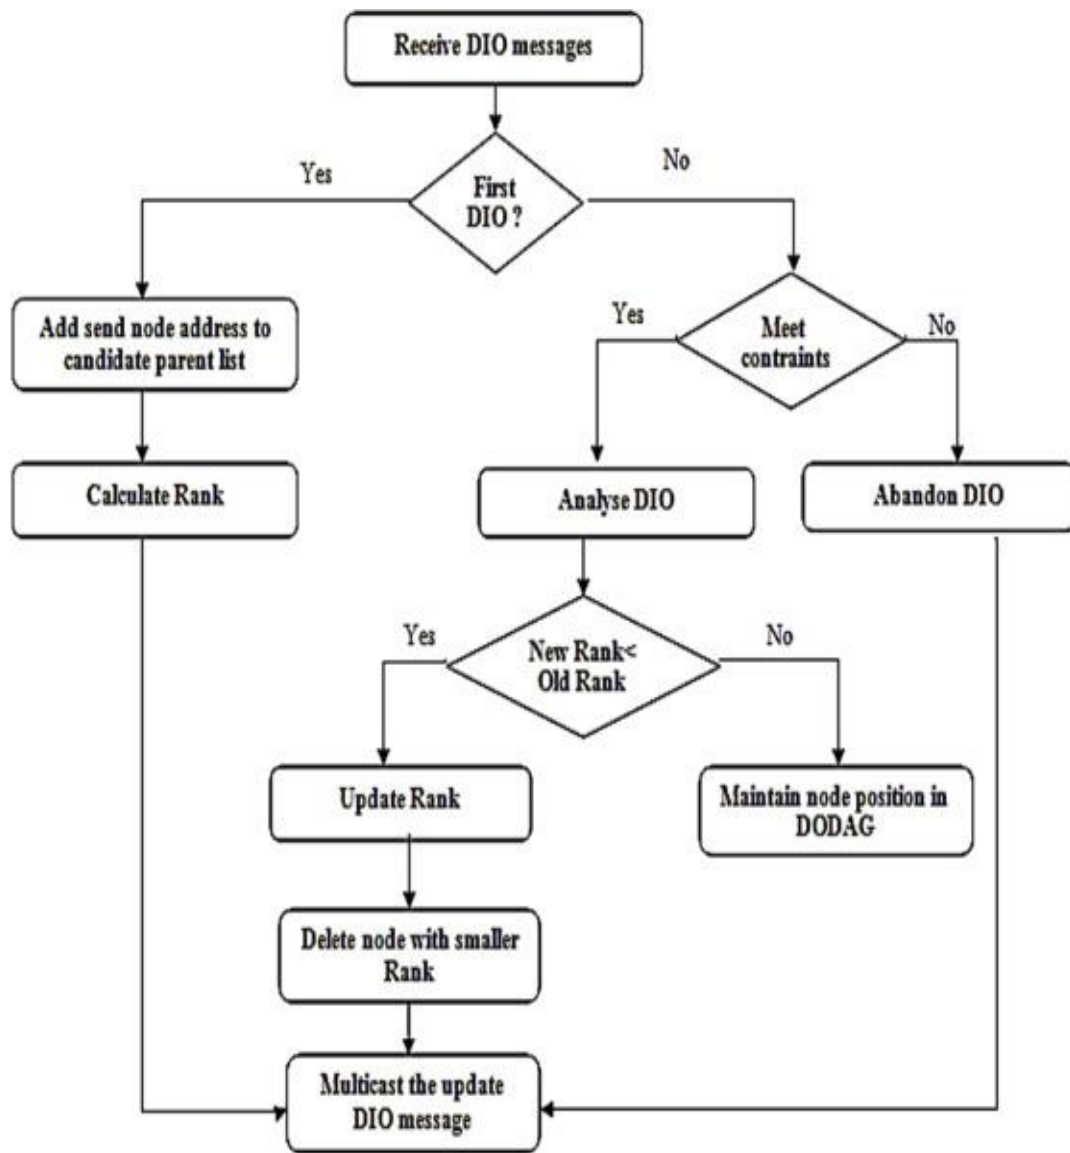 Receive DIO messages
Yes
No
First
DIO ?
Add send node address to
candidate parent list
Yes
Meet
contraints
No
Calculate Rank
Analyse DIO
Abandon DIO
Yes
New Rank<
Old Rank
No
Update Rank
Maintain node position in
DODAG
Delete node with smaller
Rank
Multicast the update
DIO message